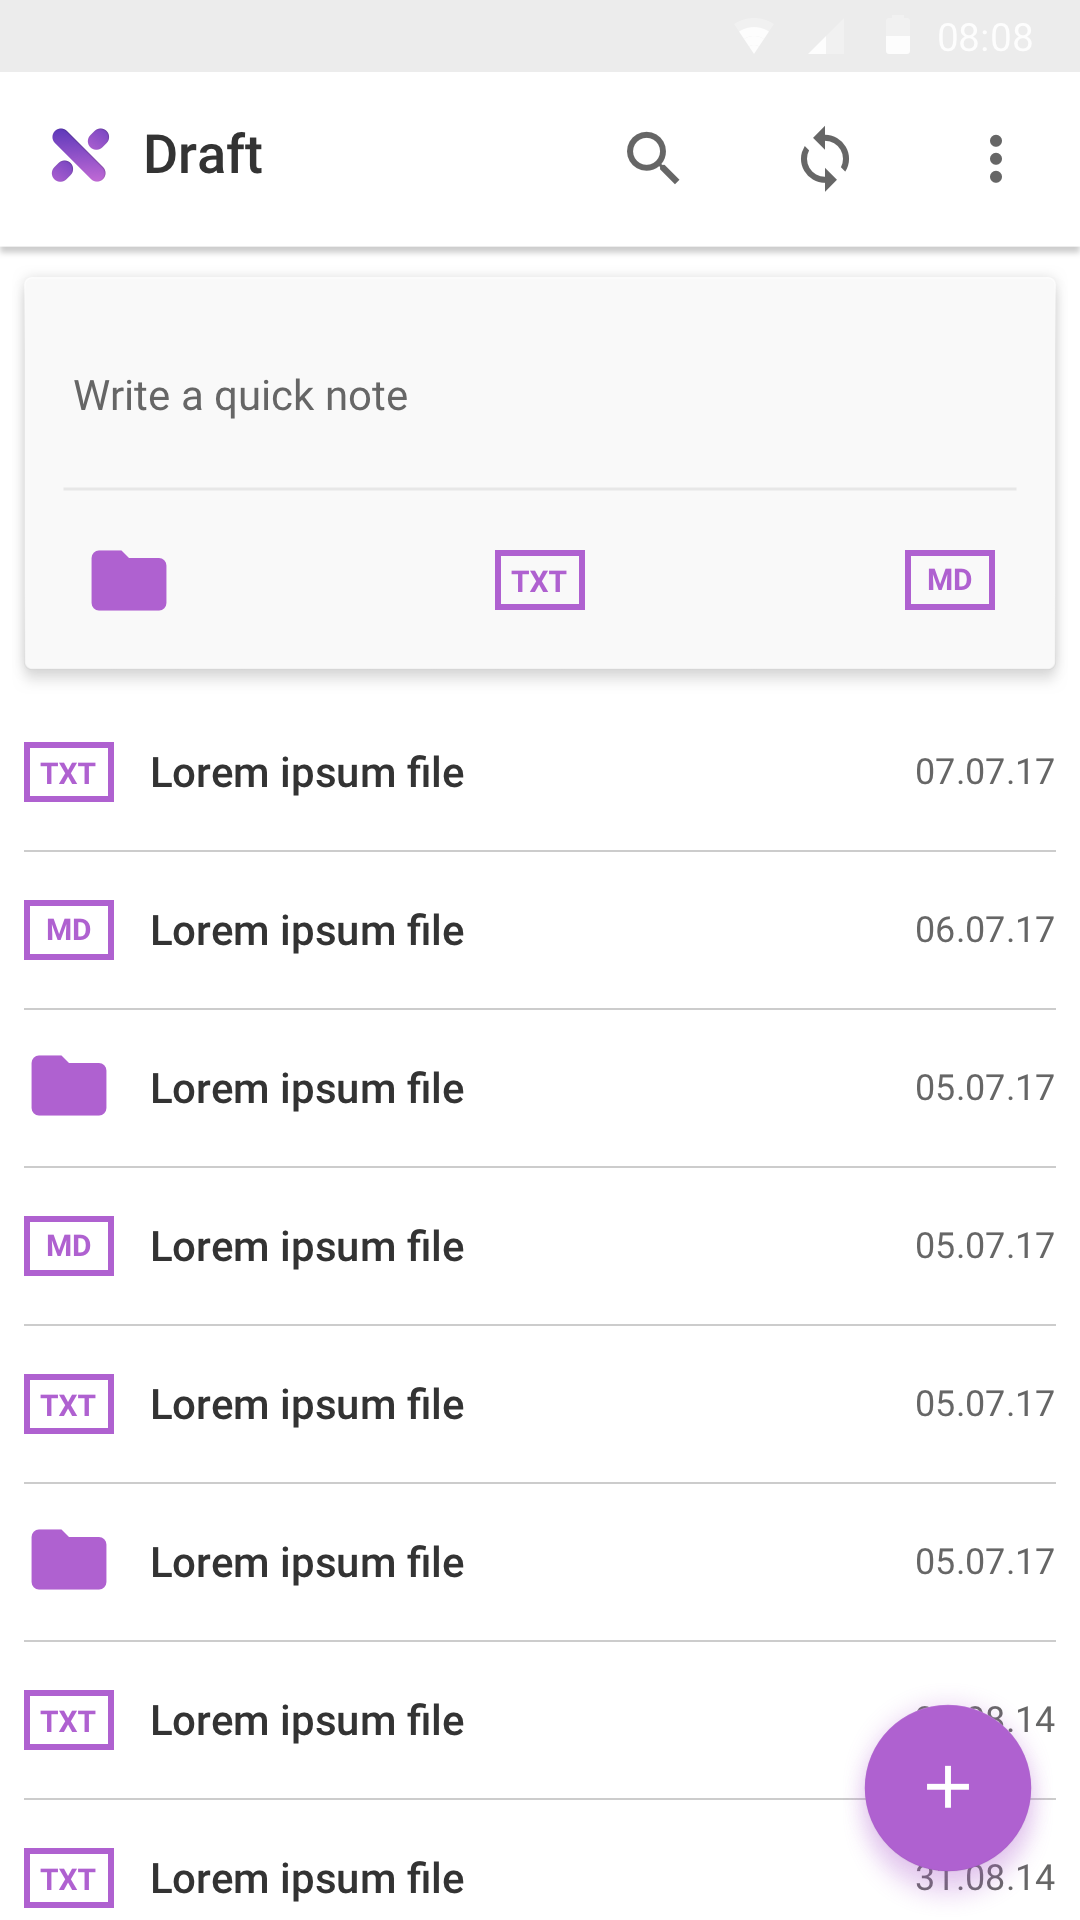 08:08
Draft
Write a quick note
TXT MD
TXT Lorem ipsum file 07.07.17
MD Lorem ipsum file 06.07.17
Lorem ipsum file 05.07.17
MD Lorem ipsum file 05.07.17
TXT Lorem ipsum file 05.07.17
Lorem ipsum file 05.07.17
TXT Lorem ipsum file
TXT Lorem ipsum file 31.08.14